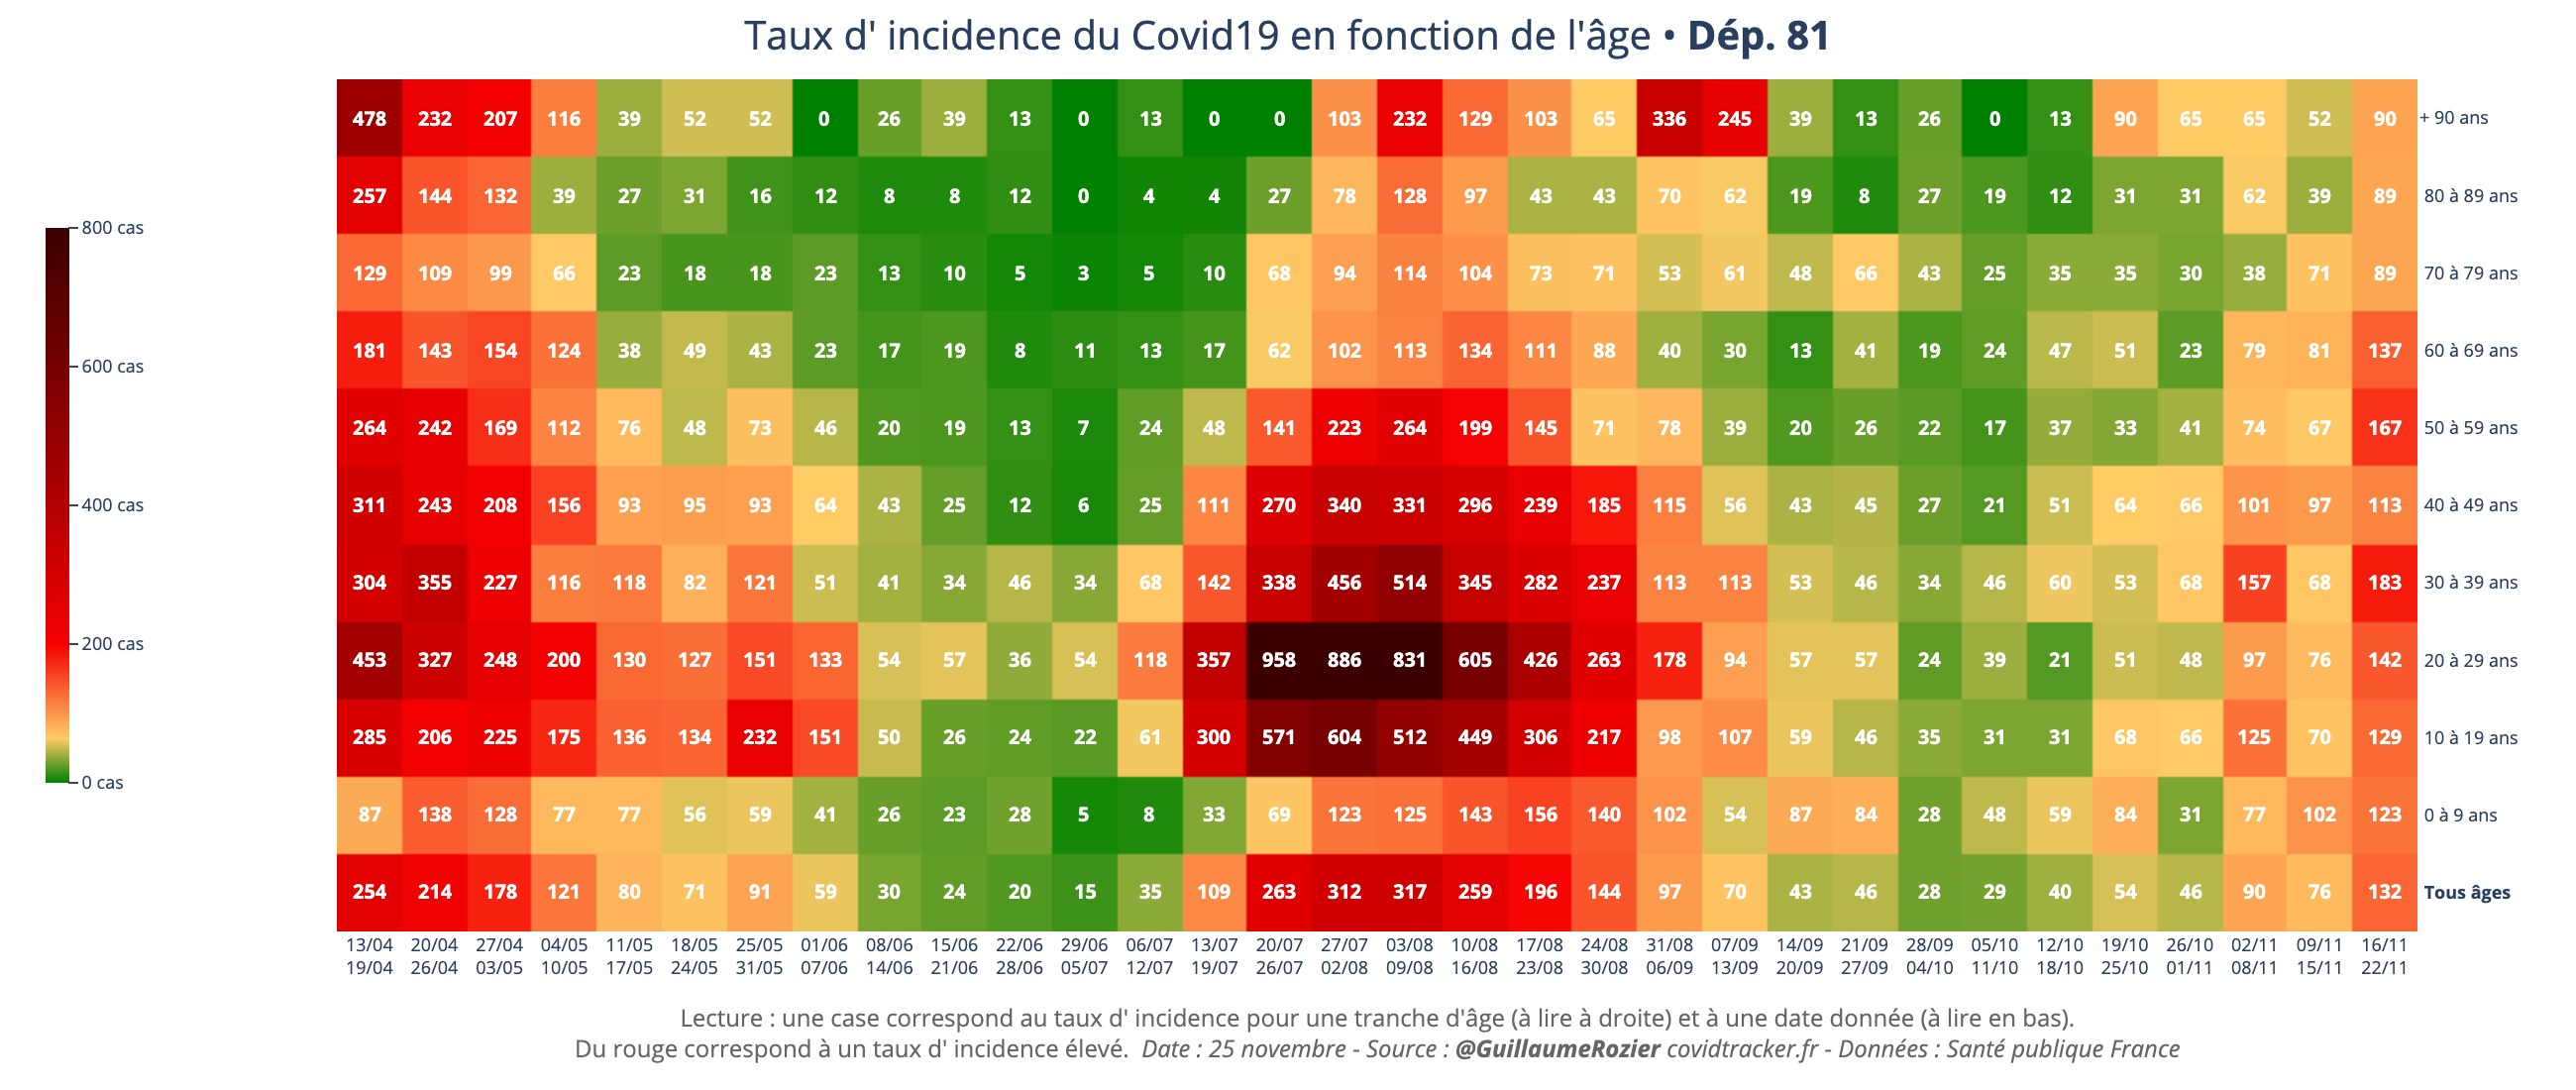 Taux d' incidence du Covid19 en fonction de l'âge • Dép. 81
800 cas
600 cas
400 cas
200 cas
0 cas
478 232 207 116 39 52 52 0 26 39 13 0 13 0 0 103 232 129 103 65 336 245 39 13 26 0 13 90 65 65 52 90 + 90 ans
257 144 132 39 27 31 16 12 8 8 12 0 4 4 27 78 128 97 43 43 70 62 19 8 27 19 12 31 31 62 39 89 80 à 89 ans
129 109 99 66 23 18 18 23 13 10 5 3 5 10 68 94 114 104 73 71 53 61 48 66 43 25 35 35 30 38 71 89 70 à 79 ans
181 143 154 124 38 49 43 23 17 19 8 11 13 17 62 102 113 134 111 88 40 30 13 41 19 24 47 51 23 79 81 137 60 à 69 ans
264 242 169 112 76 48 73 46 20 19 13 7 24 48 141 223 264 199 145 71 78 39 20 26 22 17 37 33 41 74 67 167 50 à 59 ans
311 243 208 156 93 95 93 64 43 25 12 6 25 111 270 340 331 296 239 185 115 56 43 45 27 21 51 64 66 101 97 113 40 à 49 ans
304 355 227 116 118 82 121 51 41 34 46 34 68 142 338 456 514 345 282 237 113 113 53 46 34 46 60 53 68 157 68 183 30 à 39 ans
453 327 248 200 130 127 151 133 54 57 36 54 118 357 958 886 831 605 426 263 178 94 57 57 24 39 21 51 48 97 76 142 20 à 29 ans
285 206 225 175 136 134 232 151 50 26 24 22 61 300 571 604 512 449 306 217 98 107 59 46 35 31 31 68 66 125 70 129 10 à 19 ans
87 138 128 77 77 56 59 41 26 23 28 5 8 33 69 123 125 143 156 140 102 54 87 84 28 48 59 84 31 77 102 123 0 à 9 ans
254 214 178 121 80 71 91 59 30 24 20 15 35 109 263 312 317 259 196 144 97 70 43 46 28 29 40 54 46 90 76 132 Tous âges
13/04 20/04 27/04 04/05 11/05 18/05 25/05 01/06 08/06 15/06 22/06 29/06 06/07 13/07 20/07 27/07 03/08 10/08 17/08 24/08 31/08 07/09 14/09 21/09 28/09 05/10 12/10 19/10 26/10 02/11 09/11 16/11
19/04 26/04 03/05 10/05 17/05 24/05 31/05 07/06 14/06 21/06 28/06 05/07 12/07 19/07 26/07 02/08 09/08 16/08 23/08 30/08 06/09 13/09 20/09 27/09 04/10 11/10 18/10 25/10 01/11 08/11 15/11 22/11
Lecture : une case correspond au taux d' incidence pour une tranche d'âge (à lire à droite) et à une date donnée (à lire en bas).
Du rouge correspond à un taux d' incidence élevé. Date : 25 novembre - Source : @GuillaumeRozier covidtracker.fr - Données : Santé publique France